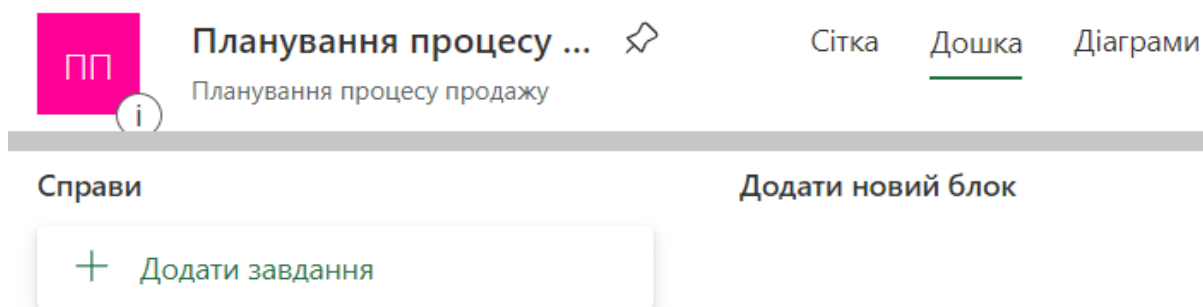 ПП
Планування процесу ...
Планування процесу продажу
i
Сітка Дошка Діаграми
Справи
Додати новий блок
+ Додати завдання